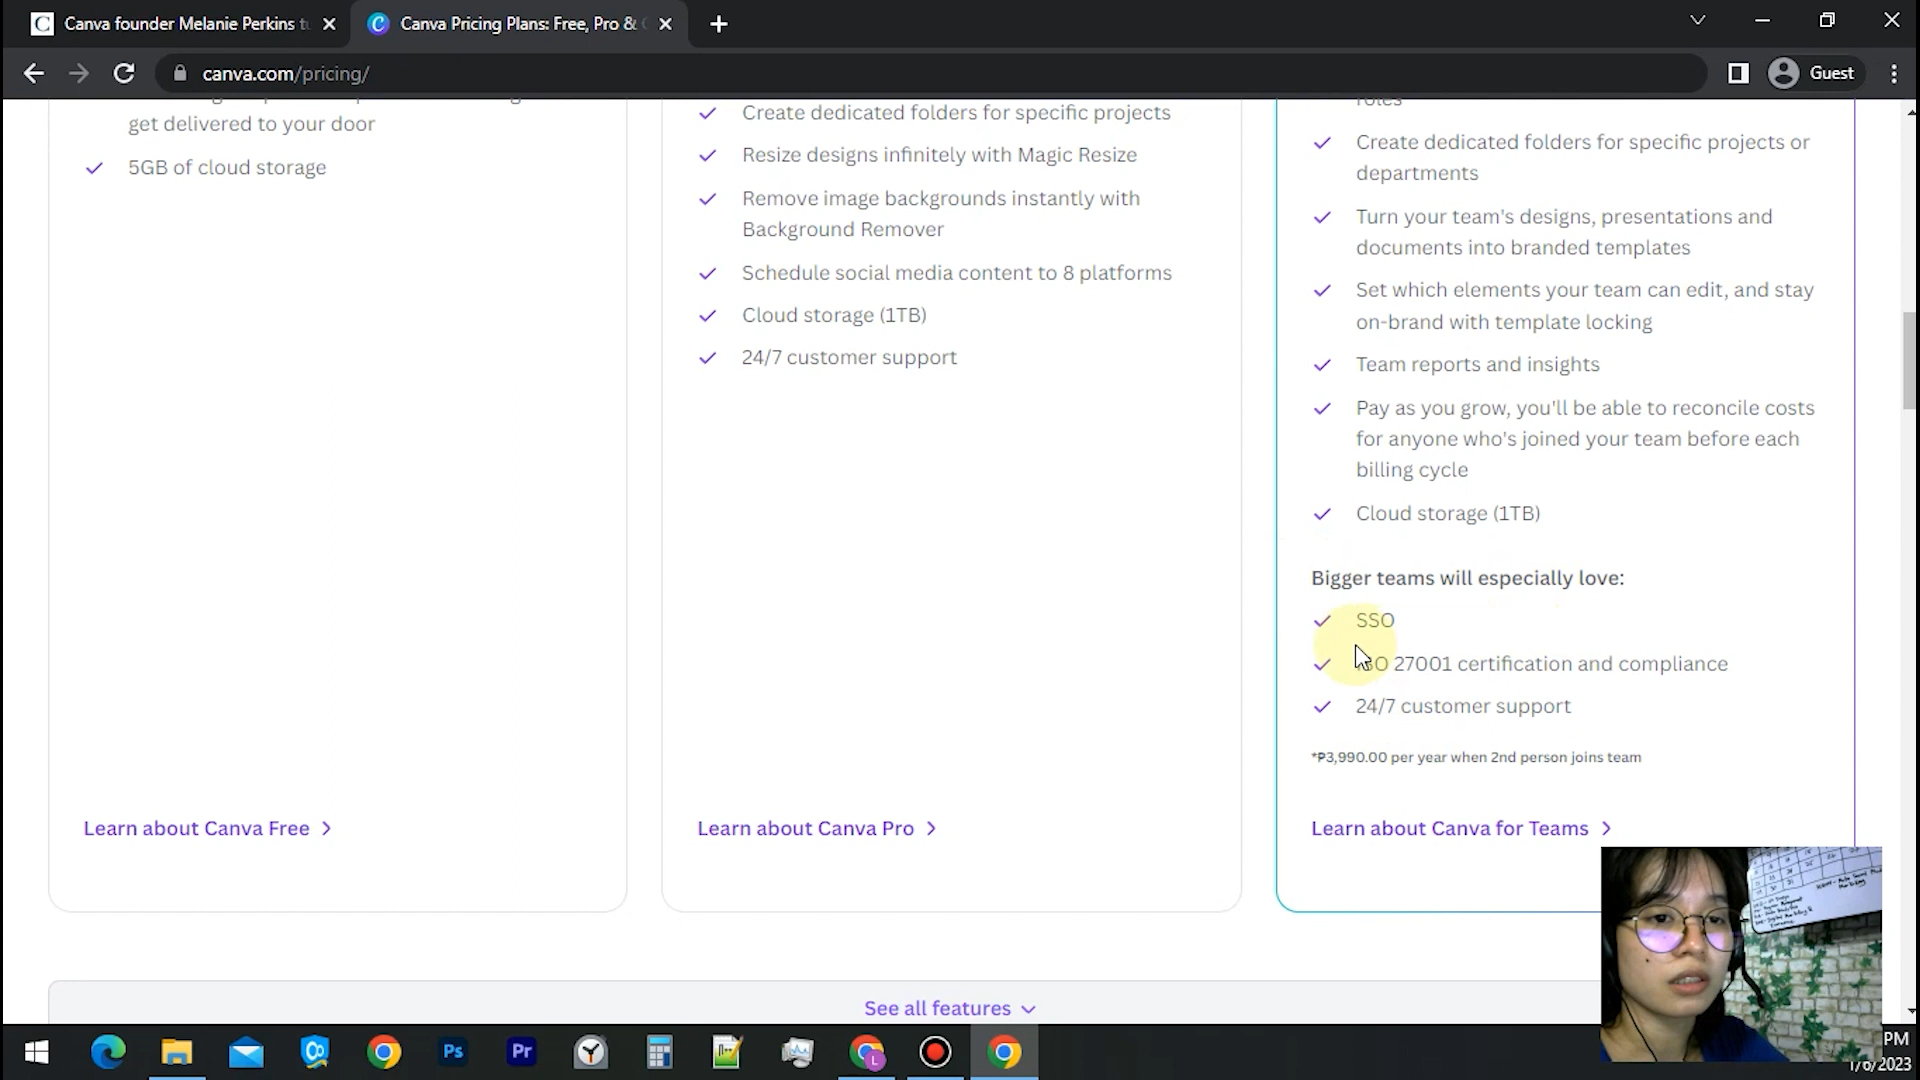 Canva founder Melanie Perkins
Canva Pricing Plans: Free, Pro &
canva.com/pricing/
Guest
get delivered to your door
5GB of cloud storage
Learn about Canva Free
Create dedicated folders for specific projects
Resize designs infinitely with Magic Resize
Remove image backgrounds instantly with
Background Remover
Schedule social media content to 8 platforms
Cloud storage (1TB)
24/7 customer support
Learn about Canva Pro
roles
Create dedicated folders for specific projects or
departments
Turn your team's designs, presentations and
documents into branded templates
Set which elements your team can edit, and stay
on-brand with template locking
Team reports and insights
Pay as you grow, you'll be able to reconcile costs
for anyone who's joined your team before each
billing cycle
Cloud storage (1TB)
Bigger teams will especially love:
SSO
ISO 27001 certification and compliance
24/7 customer support
*₱3,990.00 per year when 2nd person joins team
Learn about Canva for Teams
See all features
Ps
Pr
L
PM
1/6/2023